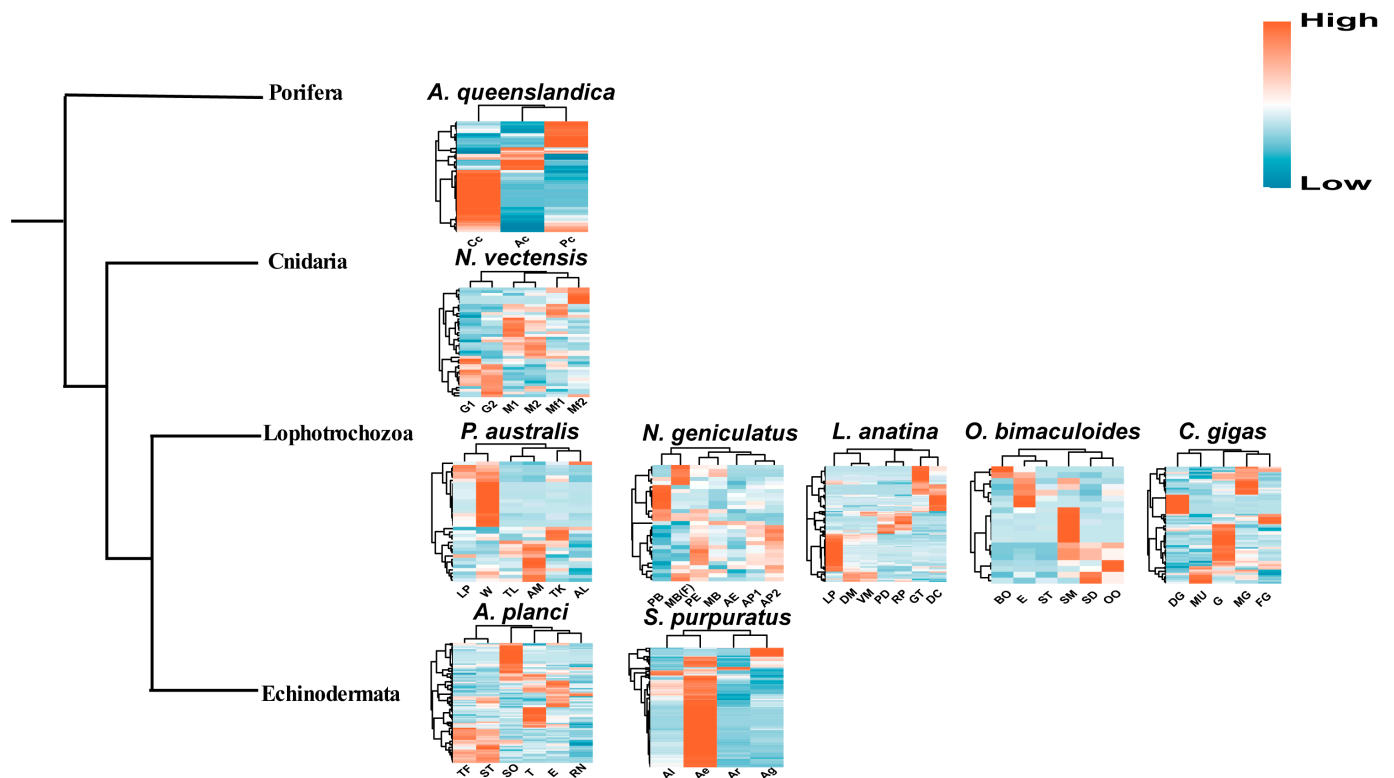 High
Low
Porifera
A. queenslandica
Cc Ac Pc
Cnidaria
N. vectensis
G1 G2 M1 M2 Mf1 Mf2
Lophotrochozoa
P. australis
LP W TL AM TK AL
N. geniculatus
PB MB(F) PE MB AE AP1 AP2
L. anatina
LP DM VM PD RP GT DC
O. bimaculoides
BO E ST SM SD OO
C. gigas
DG MU G MG FG
Echinodermata
A. planci
TF ST SO T E RN
S. purpuratus
Al Ae Ar Ag